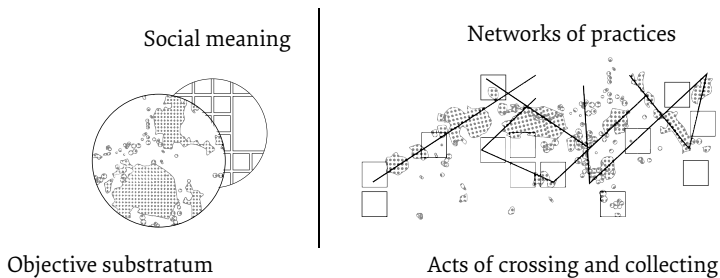 Social meaning
Objective substratum
Networks of practices
Acts of crossing and collecting